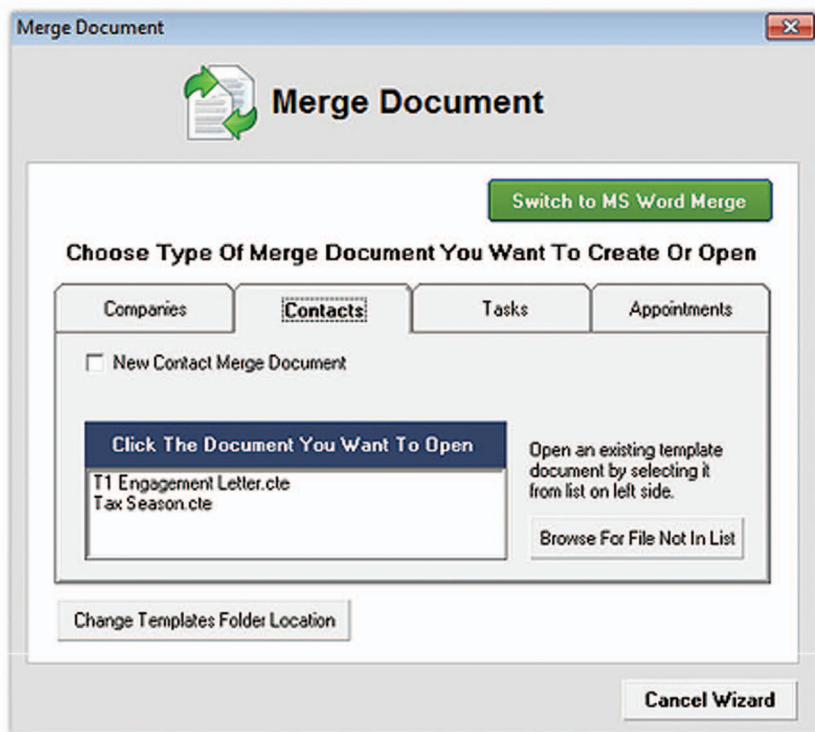 Merge Document
Merge Document
Switch to MS Word Merge
Choose Type Of Merge Document You Want To Create Or Open
Companies
Contacts
Tasks
Appointments
New Contact Merge Document
Click The Document You Want To Open
T1 Engagement Letter.cte
Tax Season.cte
Open an existing template
document by selecting it
from list on left side.
Browse For File Not In List
Change Templates Folder Location
Cancel Wizard